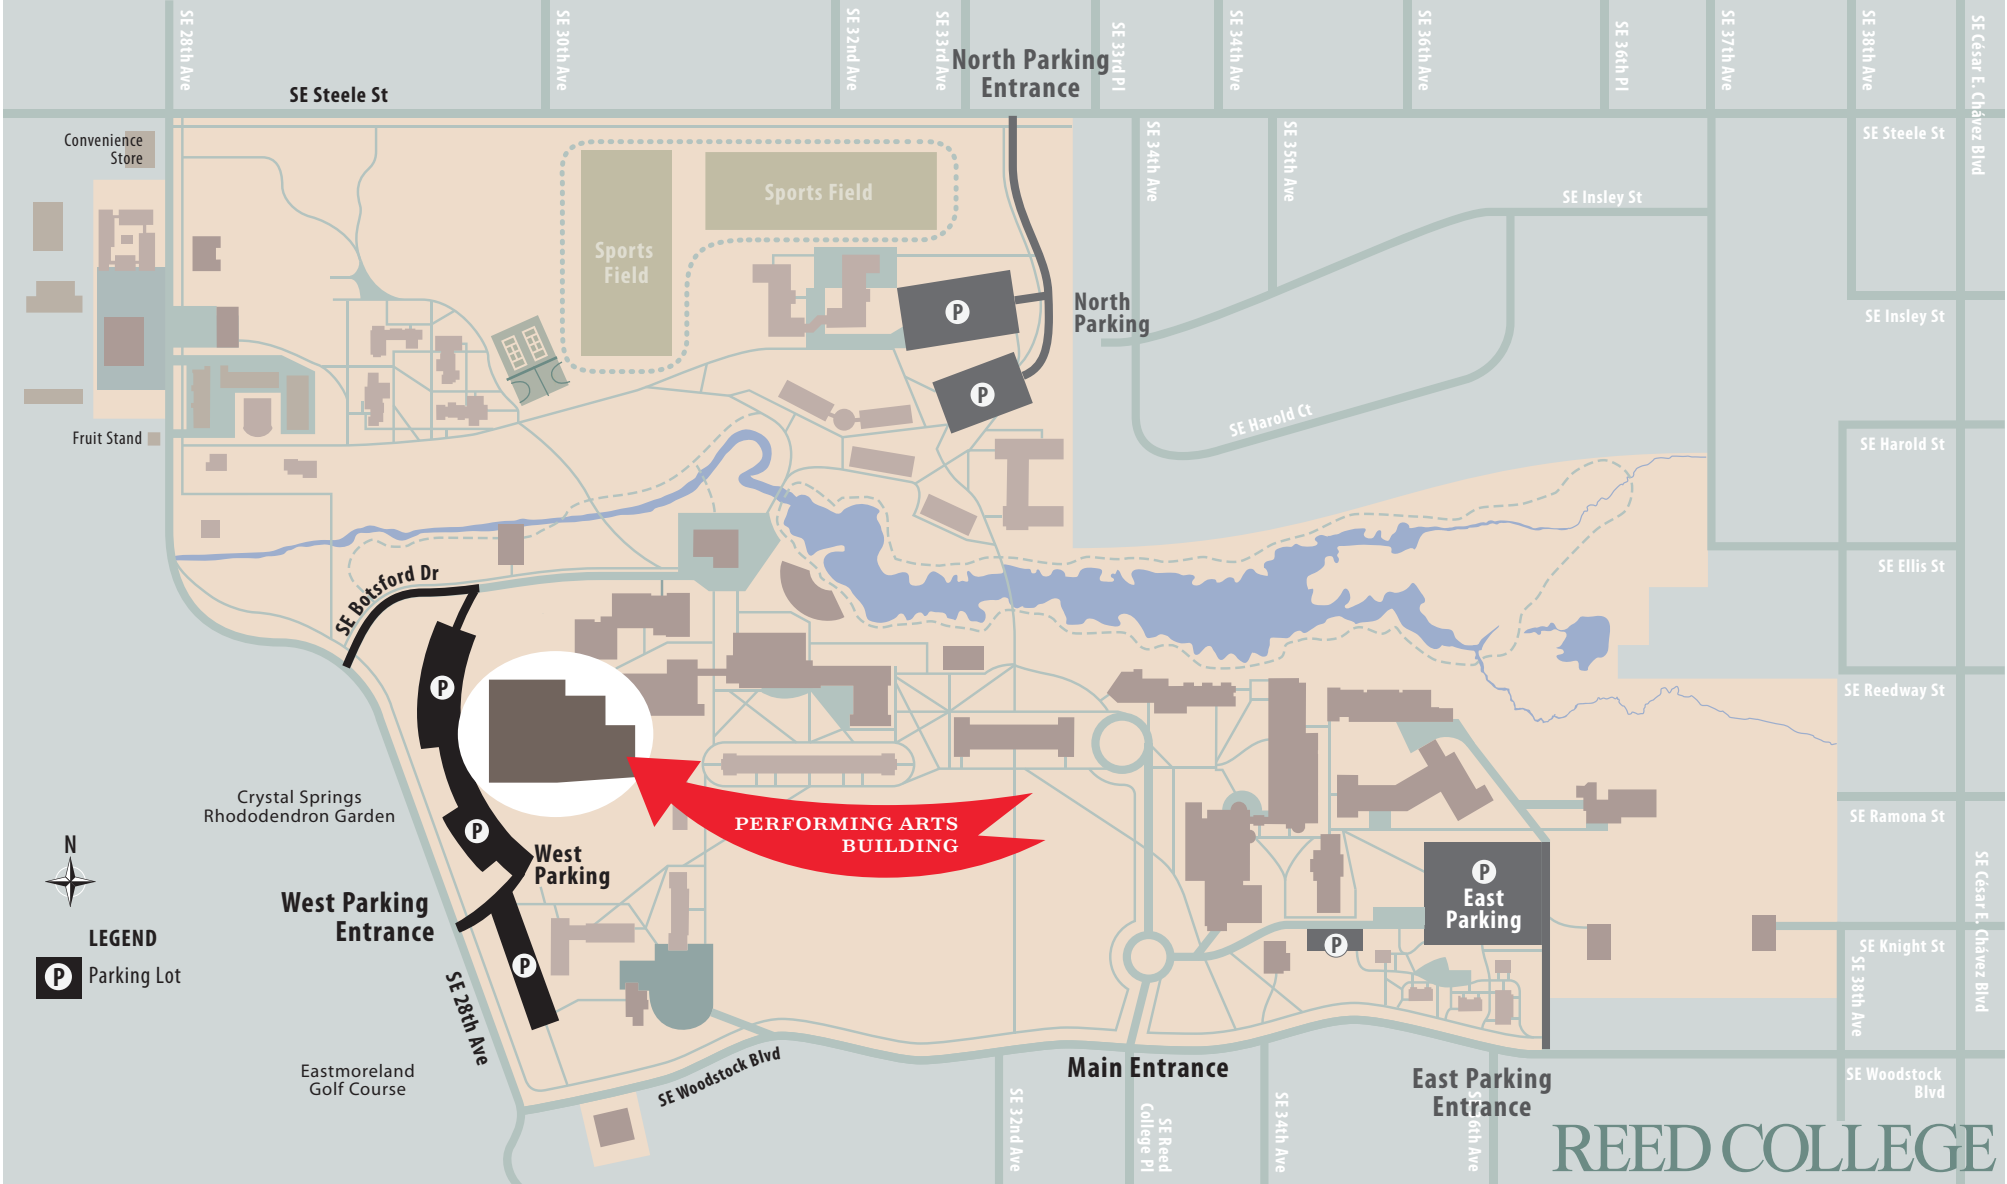 SE 28th Ave
SE 30th Ave
SE 32nd Ave
SE 33rd Ave
SE 33rd Pl
SE 34th Ave
SE 36th Ave
SE 36th Pl
SE 37th Ave
SE 38th Ave
SE César E. Chávez Blvd
North Parking
Entrance
SE Steele St
Convenience
Store
SE 34th Ave
SE 35th Ave
SE Steele St
Sports Field
Sports
Field
SE Insley St
P
North
Parking
SE Insley St
P
SE Harold Ct
Fruit Stand
SE Harold St
SE Ellis St
SE Botsford Dr
P
SE Reedway St
Crystal Springs
Rhododendron Garden
P
PERFORMING ARTS
BUILDING
SE Ramona St
N
West
Parking
P
East
Parking
West Parking
Entrance
LEGEND
P Parking Lot
P
P
SE Knight St
SE 38th Ave
SE César E. Chávez Blvd
SE 28th Ave
Eastmoreland
Golf Course
SE Woodstock Blvd
Main Entrance
East Parking
Entrance
SE Woodstock
Blvd
SE 32nd Ave
SE Reed
College Pl
SE 34th Ave
SE 36th Ave
REED COLLEGE